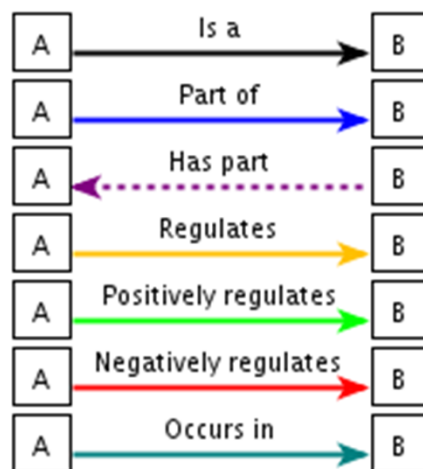 A Is a B
A Part of B
A Has part B
A Regulates B
A Positively regulates B
A Negatively regulates B
A Occurs in B